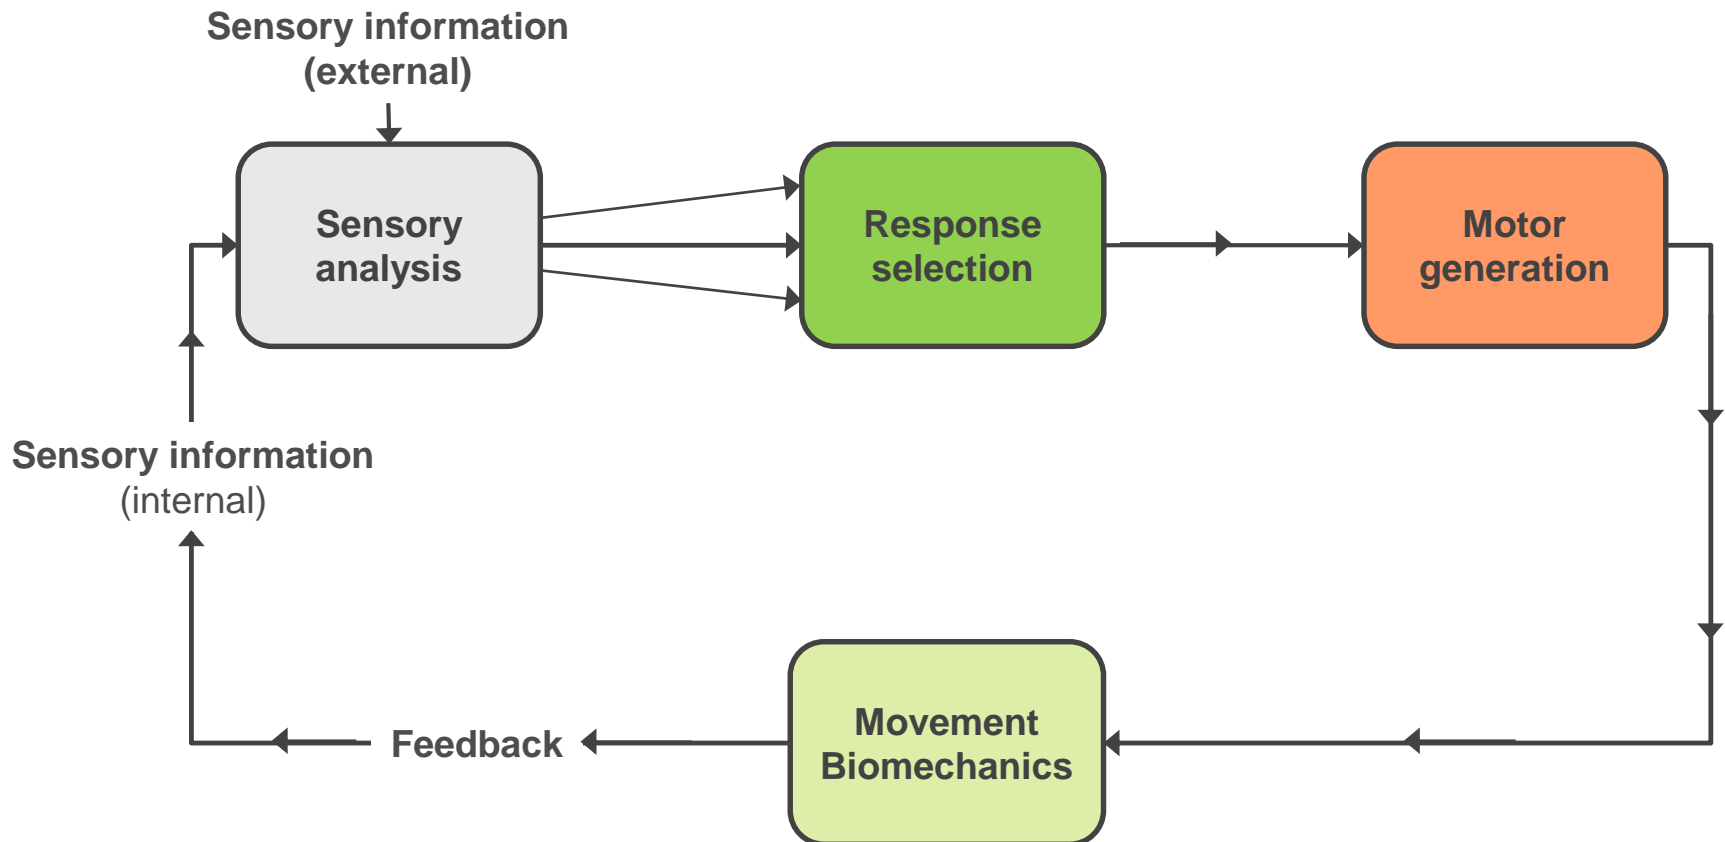 Sensory information
(external)
Sensory
analysis
Response
selection
Motor
generation
Sensory information
(internal)
Movement
Biomechanics
Feedback